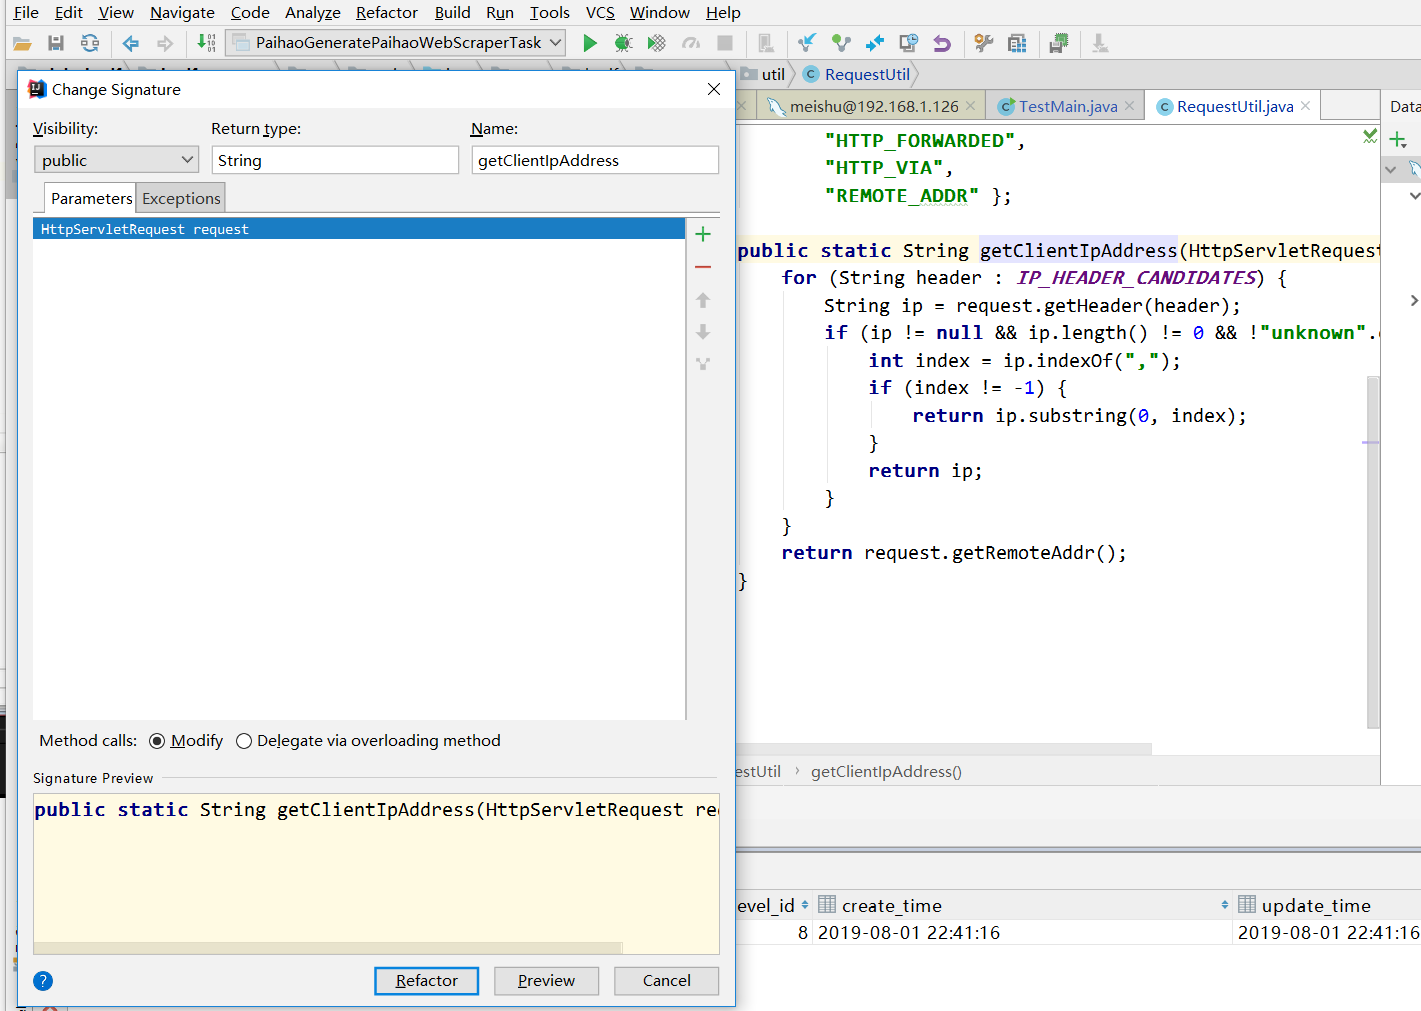 File Edit View Navigate Code Analyze Refactor Build Run Tools VCS Window Help
PaihaoGeneratePaihaoWebScraperTask
util RequestUtil
Change Signature
meishu@192.168.1.126 TestMain.java RequestUtil.java Data
Visibility: Return type: Name:
public String getClientIpAddress
Parameters Exceptions
HttpServletRequest request
"HTTP_FORWARDED",
"HTTP_VIA",
"REMOTE_ADDR" };
public static String getClientIpAddress(HttpServletRequest
for (String header : IP_HEADER_CANDIDATES) {
String ip = request.getHeader(header);
if (ip != null && ip.length() != 0 && !"unknown".
int index = ip.indexOf(",");
if (index != -1) {
return ip.substring(0, index);
}
return ip;
}
}
return request.getRemoteAddr();
}
Method calls: Modify Delegate via overloading method
Signature Preview
public static String getClientIpAddress(HttpServletRequest re
estUtil › getClientIpAddress()
evel_id create_time update_time
8 2019-08-01 22:41:16 2019-08-01 22:41:16
? Refactor Preview Cancel